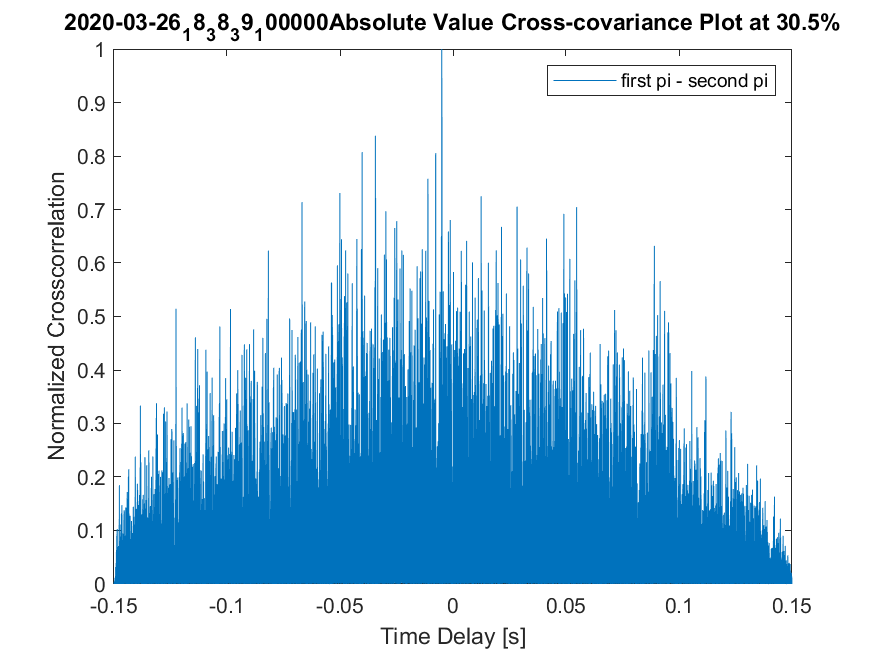 2020-03-26₁8₃8₃9₁00000Absolute Value Cross-covariance Plot at 30.5%
first pi - second pi
1
0.9
0.8
0.7
0.6
0.5
0.4
0.3
0.2
0.1
0
Normalized Crosscorrelation
-0.15 -0.1 -0.05 0 0.05 0.1 0.15
Time Delay [s]